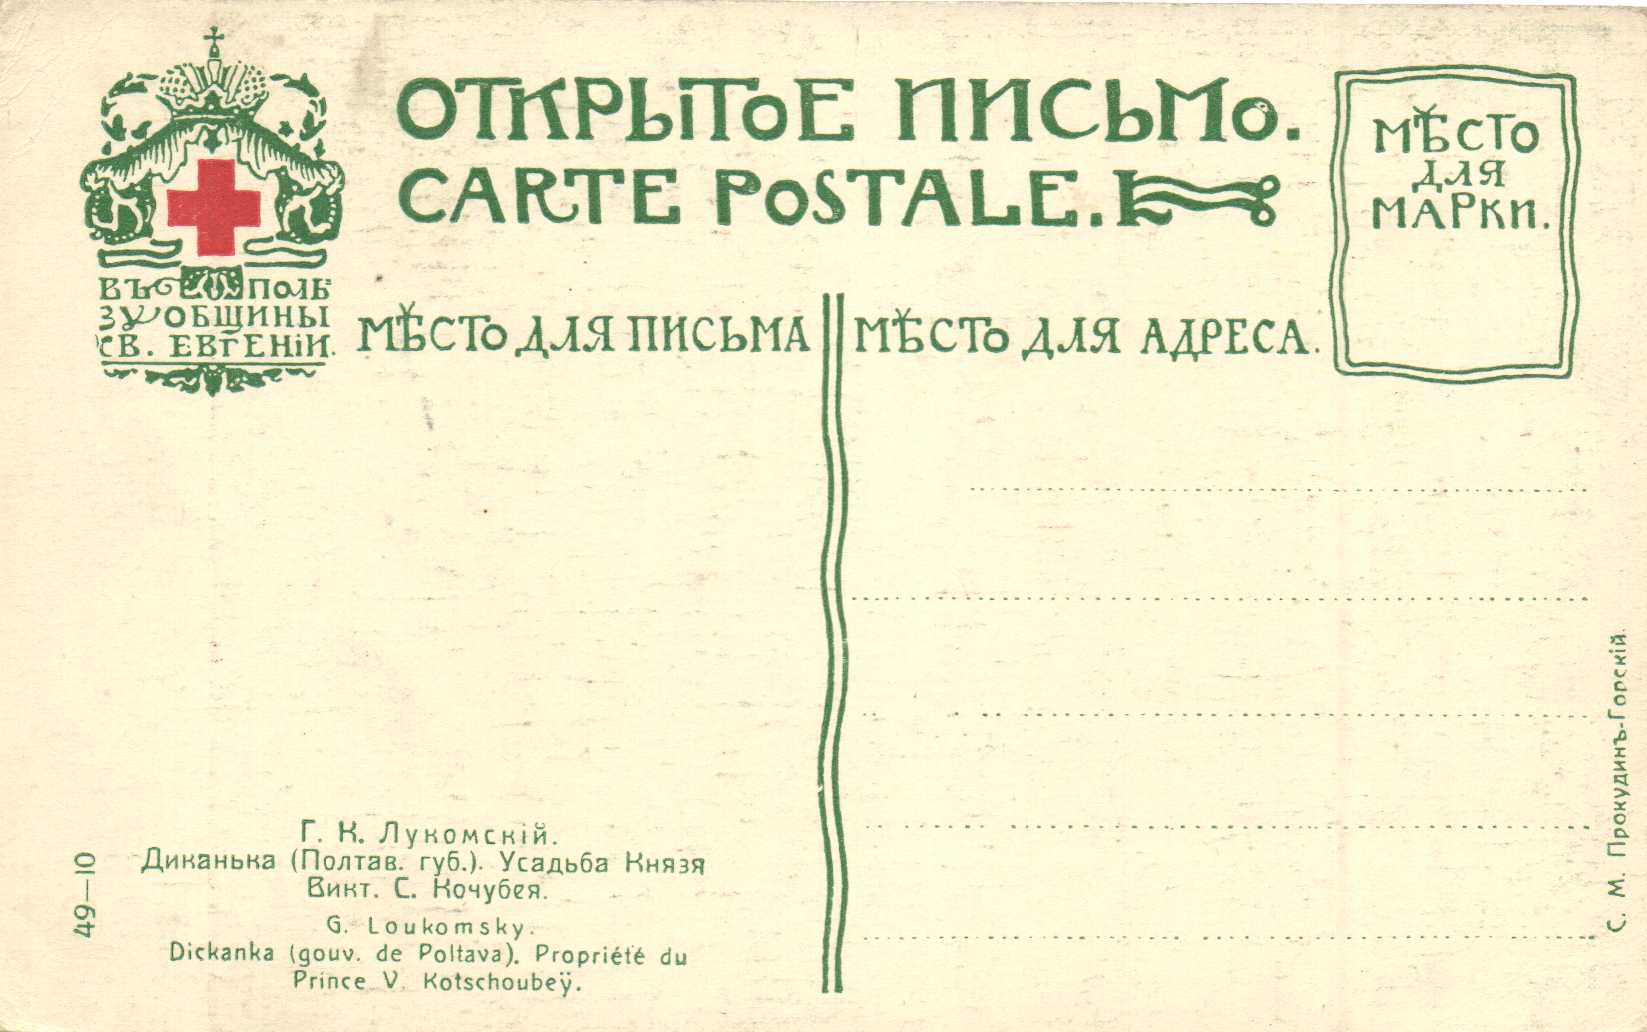 ОТКРЫТОЕ ПИСЬМО.
CARTE POSTALE.
МѢСТО
ДЛЯ
МАРКИ.
ВЪ ПОЛЬ
ЗУ ОБЩИНЫ
СВ. ЕВГЕНІИ.
МѢСТО ДЛЯ ПИСЬМА
МѢСТО ДЛЯ АДРЕСА.
Г. К. Лукомскій.
Диканька (Полтав. губ.). Усадьба Князя
Викт. С. Кочубея.
G. Loukomsky.
Dickanka (gouv. de Poltava). Propriété du
Prince V. Kotschoubeÿ.
49—10
С. М. Прокудинъ-Горскій.